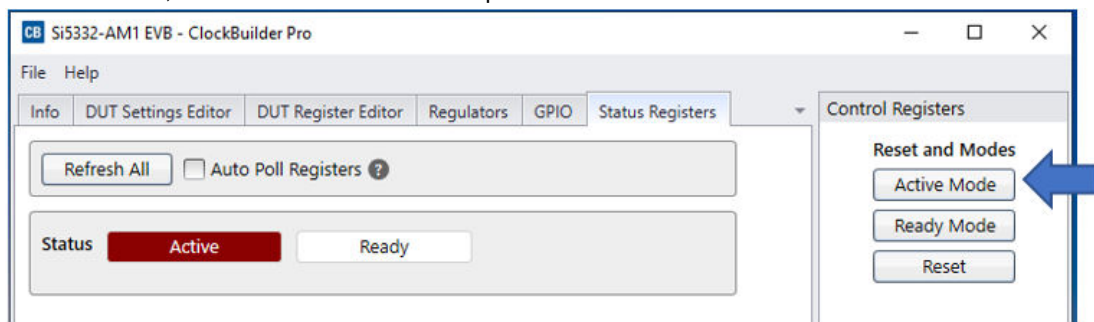 CB Si5332-AM1 EVB - ClockBuilder Pro
File Help
Info DUT Settings Editor DUT Register Editor Regulators GPIO Status Registers
Control Registers
Refresh All Auto Poll Registers ?
Status Active Ready
Reset and Modes
Active Mode
Ready Mode
Reset